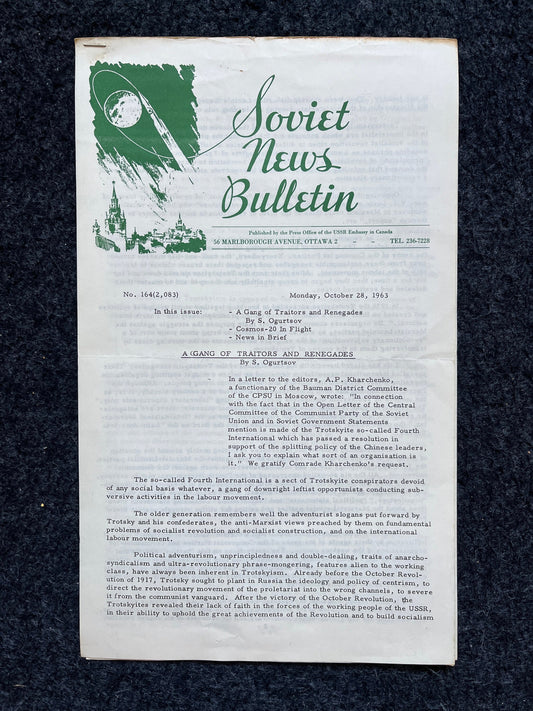 Soviet
News
Bulletin
Published by the Press Office of the USSR Embassy in Canada
56 MARLBOROUGH AVENUE, OTTAWA 2 - - TEL. 236-7228
No. 164(2,083) Monday, October 28, 1963
In this issue: - A Gang of Traitors and Renegades
By S. Ogurtsov
- Cosmos-20 In Flight
- News in Brief
A GANG OF TRAITORS AND RENEGADES
By S. Ogurtsov
In a letter to the editors, A.P. Kharchenko,
a functionary of the Bauman District Committee
of the CPSU in Moscow, wrote: "In connection
with the fact that in the Open Letter of the Central
Committee of the Communist Party of the Soviet
Union and in Soviet Government Statements
mention is made of the Trotskyite so-called Fourth
International which has passed a resolution in
support of the splitting policy of the Chinese leaders,
I ask you to explain what sort of an organisation is
it." We gratify Comrade Kharchenko's request.
The so-called Fourth International is a sect of Trotskyite conspirators devoid
of any social basis whatever, a gang of downright leftist opportunists conducting sub-
versive activities in the labour movement.
The older generation remembers well the adventurist slogans put forward by
Trotsky and his confederates, the anti-Marxist views preached by them on fundamental
problems of socialist revolution and socialist construction, and on the international
labour movement.
Political adventurism, unprincipledness and double-dealing, traits of anarcho-
syndicalism and ultra-revolutionary phrase-mongering, features alien to the working
class, have always been inherent in Trotskyism. Already before the October Revol-
ution of 1917, Trotsky sought to plant in Russia the ideology and policy of centrism, to
direct the revolutionary movement of the proletariat into the wrong channels, to severe
it from the communist vanguard. After the victory of the October Revolution, the
Trotskyites revealed their lack of faith in the forces of the working people of the USSR,
in their ability to uphold the great achievements of the Revolution and to build socialism